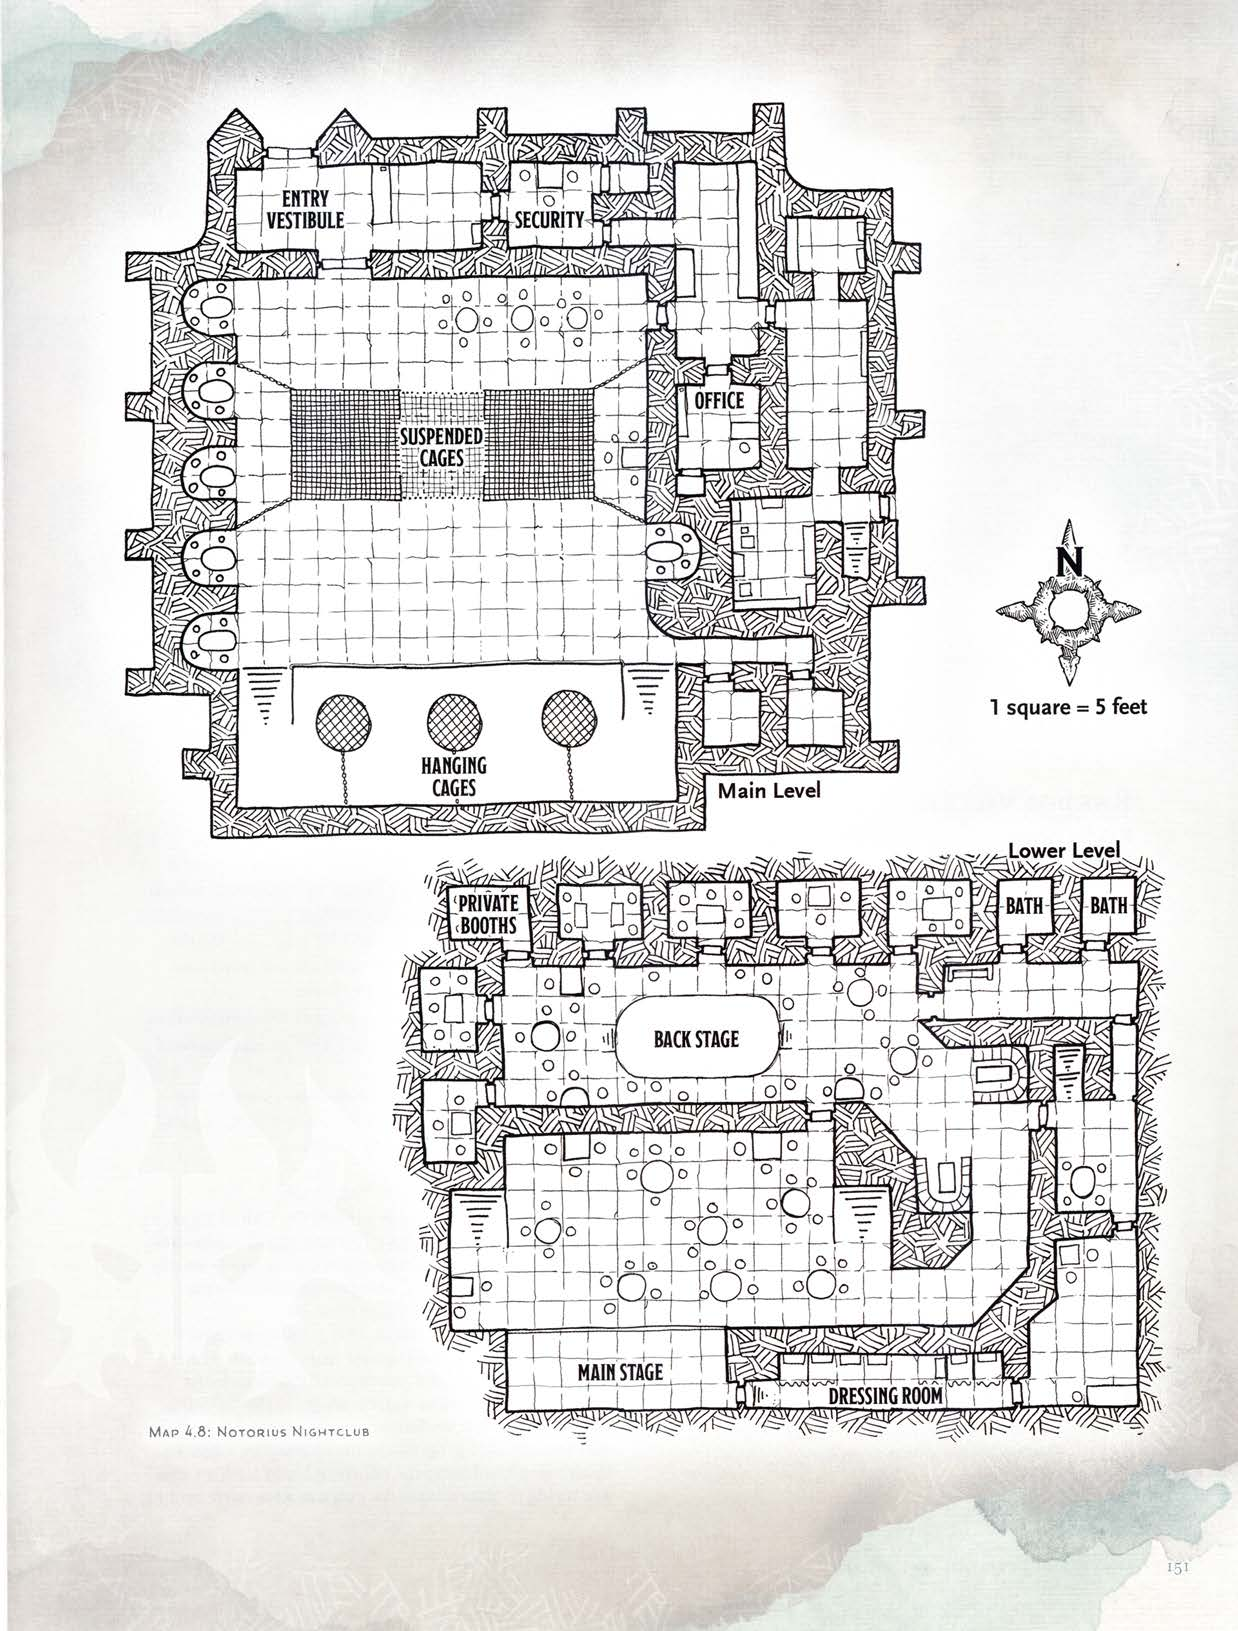 ENTRY
VESTIBULE
SECURITY
OFFICE
SUSPENDED
CAGES
N
1 square = 5 feet
HANGING
CAGES
Main Level
Lower Level
PRIVATE
BOOTHS
BATH
BATH
BACK STAGE
MAIN STAGE
DRESSING ROOM
MAP 4.8: NOTORIUS NIGHTCLUB
151